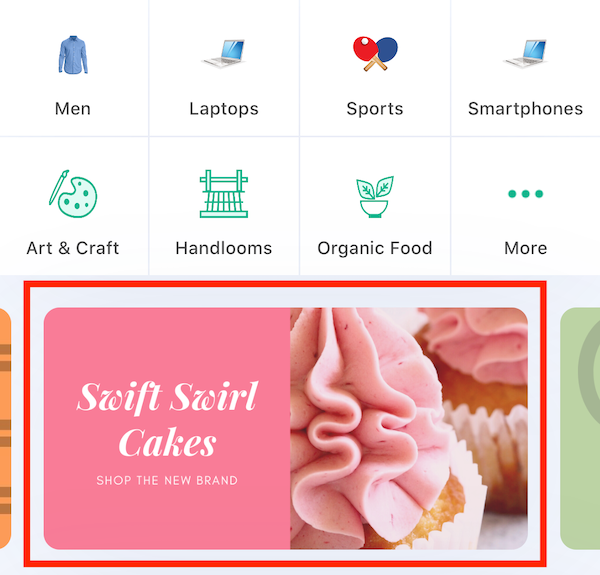 Men
Laptops
Sports
Smartphones
Art & Craft
Handlooms
Organic Food
More
Swift Swirl
Cakes
SHOP THE NEW BRAND